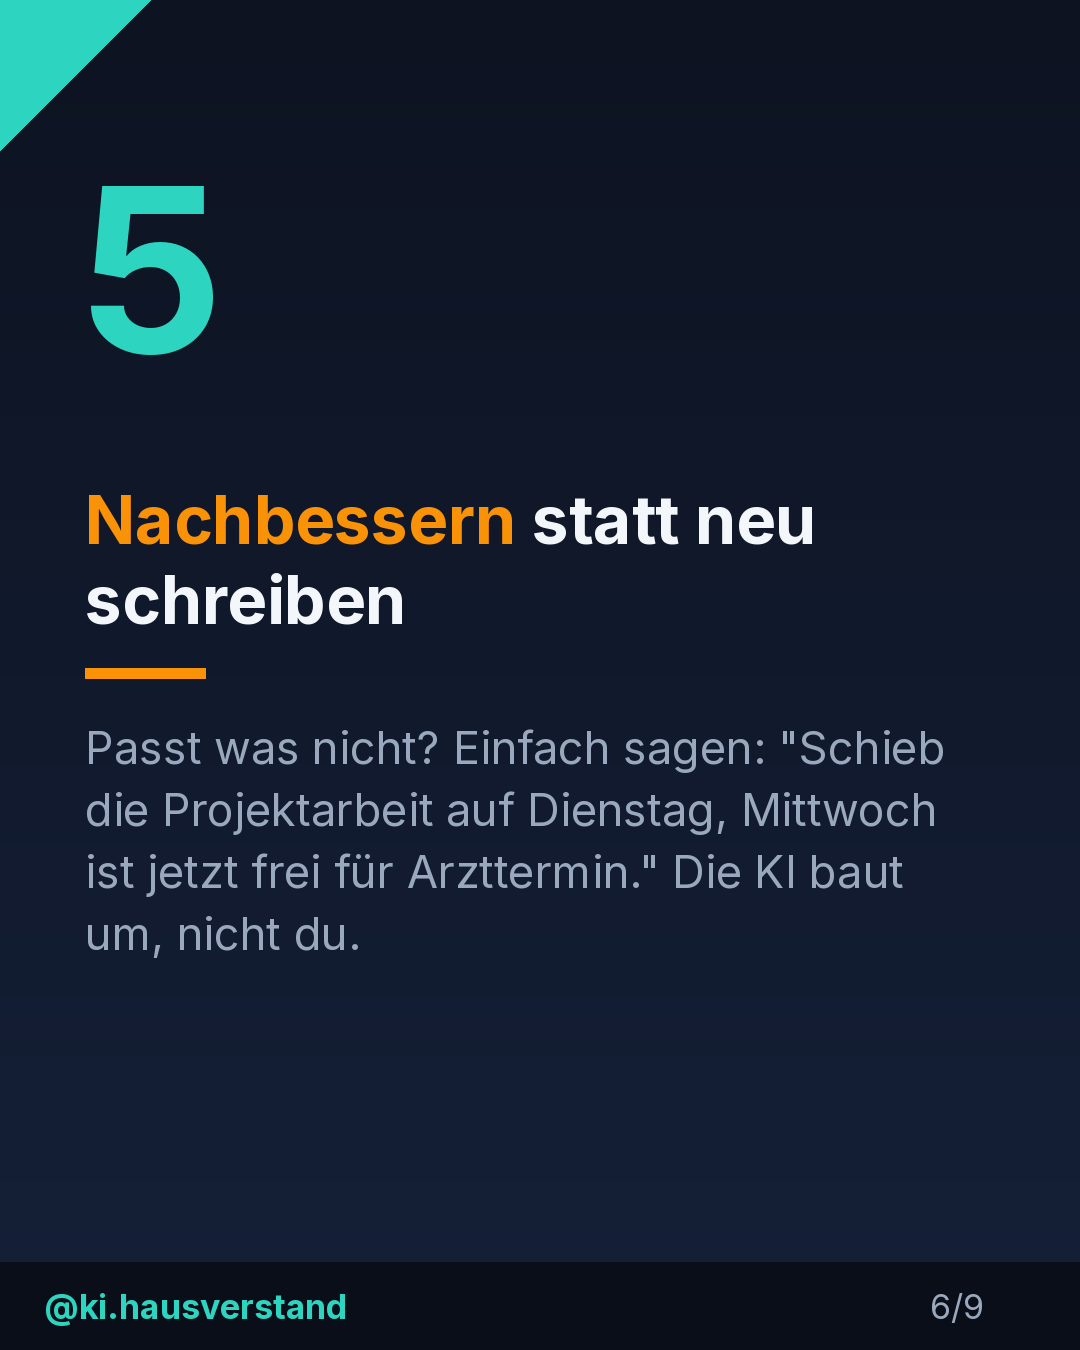 5
Nachbessern statt neu
schreiben
Passt was nicht? Einfach sagen: "Schieb
die Projektarbeit auf Dienstag, Mittwoch
ist jetzt frei für Arzttermin." Die KI baut
um, nicht du.
@ki.hausverstand
6/9